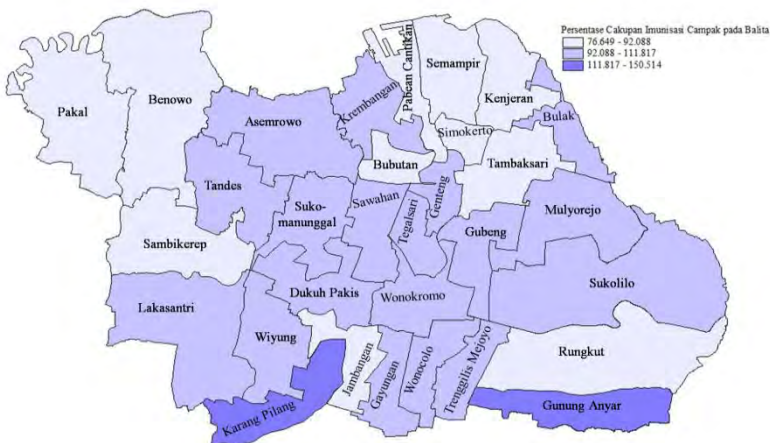 Persentase Cakupan Imunisasi Campak pada Balita
76.649 - 92.088
92.088 - 111.817
111.817 - 150.514
Pakal
Benowo
Asemrowo
Krembangan
Pabean Cantikan
Semampir
Kenjeran
Bulak
Simokerto
Bubutan
Tambaksari
Tandes
Suko-
manunggal
Sawahan
Tegalsari
Genteng
Gubeng
Mulyorejo
Sambikerep
Sukolilo
Lakasantri
Dukuh Pakis
Wonokromo
Wiyung
Jambangan
Gayungan
Wonocolo
Trenggilis Mejoyo
Rungkut
Karang Pilang
Gunung Anyar